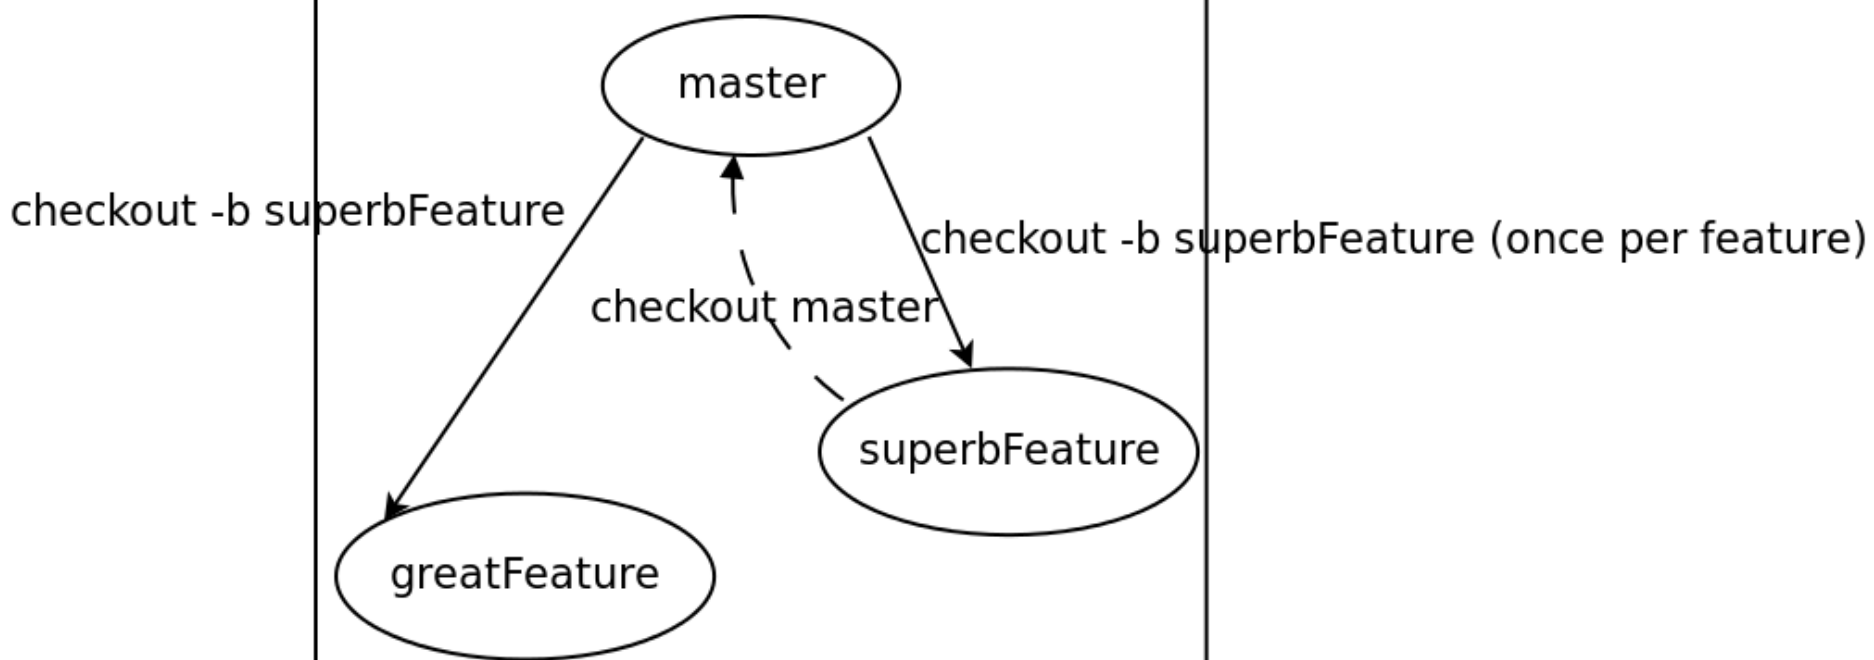 master
checkout -b superbFeature
checkout -b superbFeature (once per feature)
checkout master
superbFeature
greatFeature